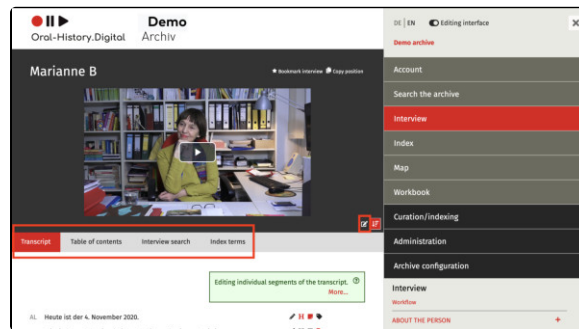 Oral-History.Digital
Demo
Archiv
DE | EN Editing interface
Demo archive
Marianne B
Bookmark interview Copy position
Account
Search the archive
Interview
Index
Map
Workbook
Curation/indexing
Administration
Archive configuration
Interview
Workflow
ABOUT THE PERSON +
Transcript Table of contents Interview search Index terms
Editing individual segments of the transcript.
More...
AL Heute ist der 4. November 2020.